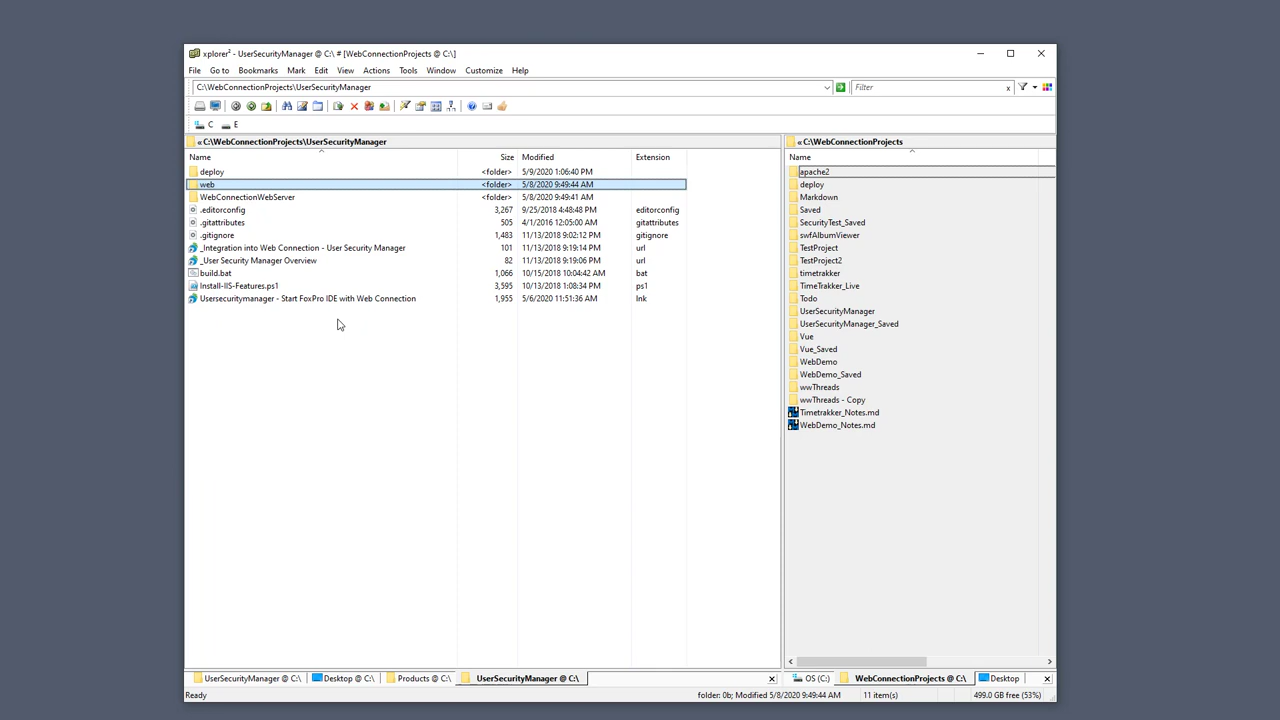 xplorer² - UserSecurityManager @ C:\ # [WebConnectionProjects @ C:\]
File Go to Bookmarks Mark Edit View Actions Tools Window Customize Help
C:\WebConnectionProjects\UserSecurityManager Filter x
C E
« C:\WebConnectionProjects\UserSecurityManager
Name Size Modified Extension
deploy <folder> 5/9/2020 1:06:40 PM
web <folder> 5/8/2020 9:49:44 AM
WebConnectionWebServer <folder> 5/8/2020 9:49:41 AM
.editorconfig 3,267 9/25/2018 4:48:48 PM editorconfig
.gitattributes 505 4/1/2016 12:05:00 AM gitattributes
.gitignore 1,483 11/13/2018 9:02:12 PM gitignore
_Integration into Web Connection - User Security Manager 101 11/13/2018 9:19:14 PM url
_User Security Manager Overview 82 11/13/2018 9:19:06 PM url
build.bat 1,066 10/15/2018 10:04:42 AM bat
Install-IIS-Features.ps1 3,595 10/13/2018 1:08:34 PM ps1
Usersecuritymanager - Start FoxPro IDE with Web Connection 1,955 5/6/2020 11:51:36 AM lnk
« C:\WebConnectionProjects
Name
apache2
deploy
Markdown
Saved
SecurityTest_Saved
swfAlbumViewer
TestProject
TestProject2
timetrakker
TimeTrakker_Live
Todo
UserSecurityManager
UserSecurityManager_Saved
Vue
Vue_Saved
WebDemo
WebDemo_Saved
wwThreads
wwThreads - Copy
Timetrakker_Notes.md
WebDemo_Notes.md
UserSecurityManager @ C:\ Desktop @ C:\ Products @ C:\ UserSecurityManager @ C:\ x OS (C:) WebConnectionProjects @ C:\ Desktop x
Ready folder: 0b; Modified 5/8/2020 9:49:44 AM 11 item(s) 499.0 GB free (53%)